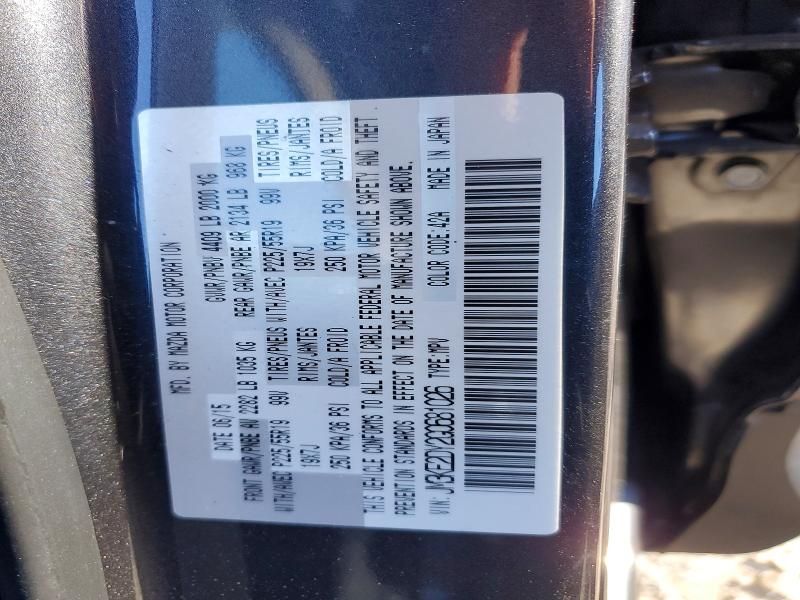 MFD. BY MAZDA MOTOR CORPORATION
DATE 06/15 GVWR/PNBV 4409 LB 2000 KG
FRONT GAWR/PNBE AV 2282 LB 1035 KG REAR GAWR/PNBE AR 2134 LB 968 KG
WITH/AVEC P225/55R19 99V TIRES/PNEUS WITH/AVEC P225/55R19 99V TIRES/PNEUS
19X7J RIMS/JANTES 19X7J RIMS/JANTES
250 KPA/36 PSI COLD/A FROID 250 KPA/36 PSI COLD/A FROID
THIS VEHICLE CONFORMS TO ALL APPLICABLE FEDERAL MOTOR VEHICLE SAFETY AND THEFT
PREVENTION STANDARDS IN EFFECT ON THE DATE OF MANUFACTURE SHOWN ABOVE.
VIN: JM3KE2DY2G0681026 TYPE:MPV COLOR CODE:42A MADE IN JAPAN